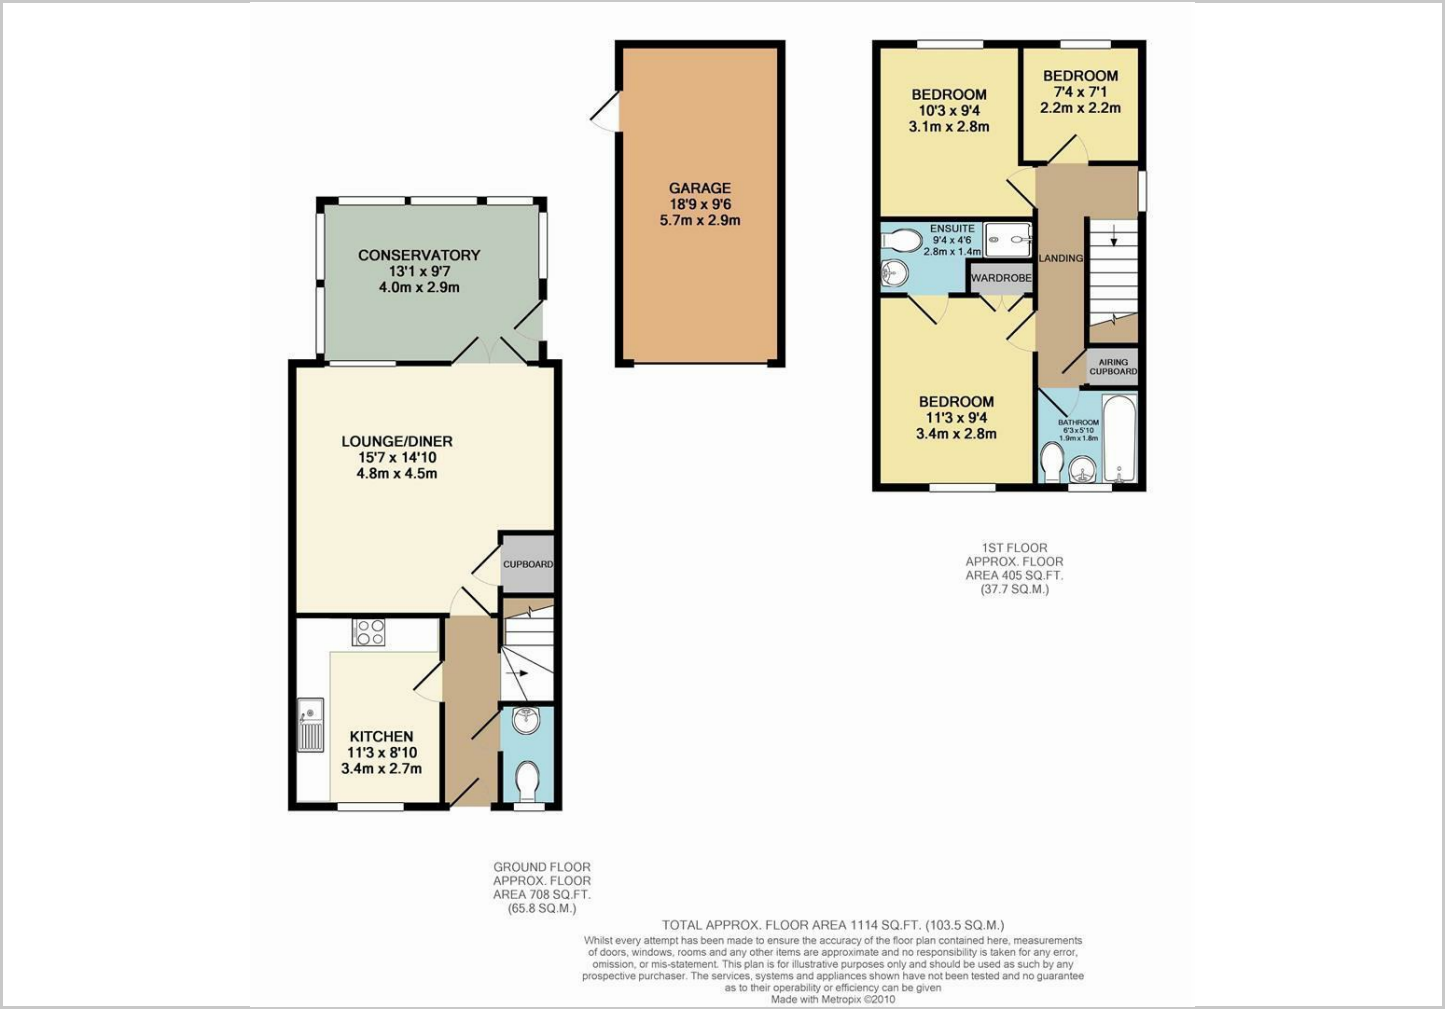 GARAGE
18'9 x 9'6
5.7m x 2.9m
BEDROOM
10'3 x 9'4
3.1m x 2.8m
BEDROOM
7'4 x 7'1
2.2m x 2.2m
CONSERVATORY
13'1 x 9'7
4.0m x 2.9m
ENSUITE
9'4 x 4'6
2.8m x 1.4m
WARDROBE
LANDING
AIRING
CUPBOARD
BEDROOM
11'3 x 9'4
3.4m x 2.8m
BATHROOM
6'3 x 5'10
1.9m x 1.8m
LOUNGE/DINER
15'7 x 14'10
4.8m x 4.5m
CUPBOARD
KITCHEN
11'3 x 8'10
3.4m x 2.7m
1ST FLOOR
APPROX. FLOOR
AREA 405 SQ.FT.
(37.7 SQ.M.)
GROUND FLOOR
APPROX. FLOOR
AREA 708 SQ.FT.
(65.8 SQ.M.)
TOTAL APPROX. FLOOR AREA 1114 SQ.FT. (103.5 SQ.M.)
Whilst every attempt has been made to ensure the accuracy of the floor plan contained here, measurements
of doors, windows, rooms and any other items are approximate and no responsibility is taken for any error,
omission, or mis-statement. This plan is for illustrative purposes only and should be used as such by any
prospective purchaser. The services, systems and appliances shown have not been tested and no guarantee
as to their operability or efficiency can be given
Made with Metropix ©2010